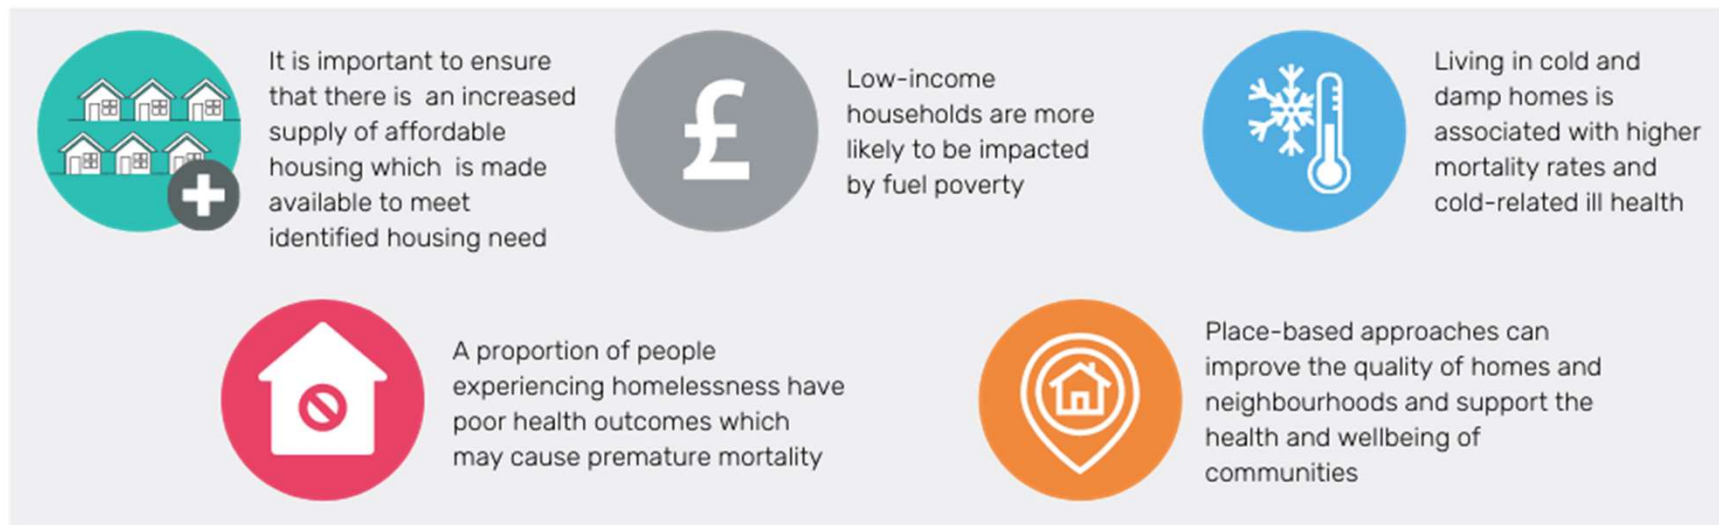 It is important to ensure
that there is  an increased
supply of affordable
housing which  is made
available to meet
identified housing need
£
Low-income
households are more
likely to be impacted
by fuel poverty
Living in cold and
damp homes is
associated with higher
mortality rates and
cold-related ill health
A proportion of people
experiencing homelessness have
poor health outcomes which
may cause premature mortality
Place-based approaches can
improve the quality of homes and
neighbourhoods and support the
health and wellbeing of
communities